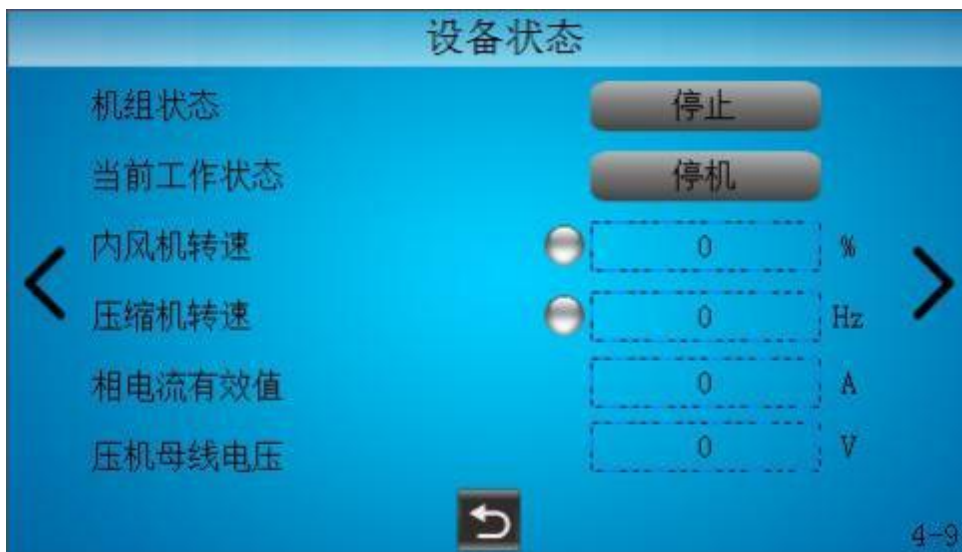 设备状态
机组状态 停止
当前工作状态 停机
内风机转速 0 %
压缩机转速 0 Hz
相电流有效值 0 A
压机母线电压 0 V
4-9